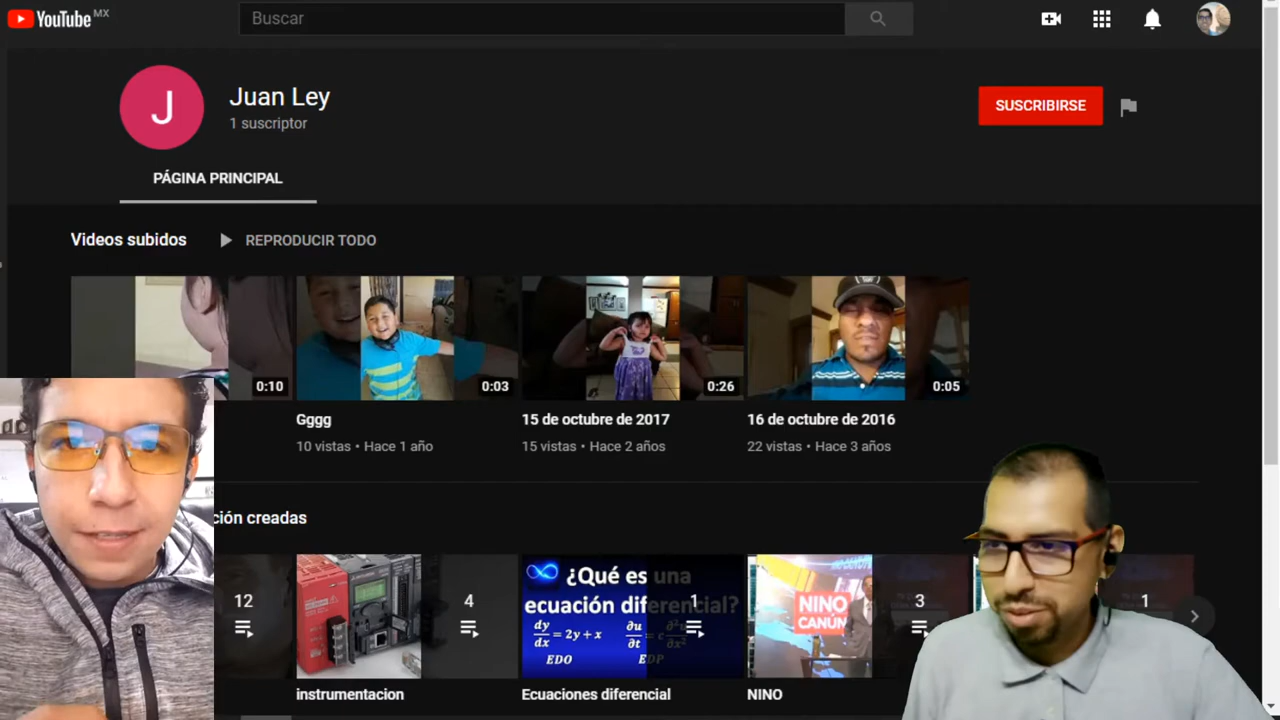 YouTube MX
Buscar
J
Juan Ley
1 suscriptor
SUSCRIBIRSE
PÁGINA PRINCIPAL
Videos subidos
REPRODUCIR TODO
0:10
0:03
0:26
0:05
Gggg
15 de octubre de 2017
16 de octubre de 2016
10 vistas • Hace 1 año
15 vistas • Hace 2 años
22 vistas • Hace 3 años
ción creadas
12
4
¿Qué es una
ecuación diferencial?
dy/dx = 2y + x
EDO
EDP
1
NINO
CANÚN
3
1
instrumentacion
Ecuaciones diferencial
NINO